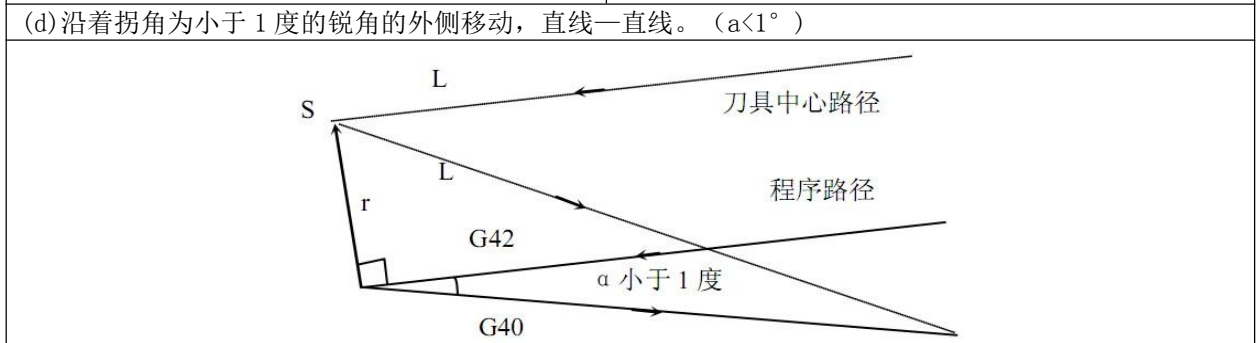 (d)沿着拐角为小于 1 度的锐角的外侧移动，直线—直线。（a<1°）
L
刀具中心路径
S
L
程序路径
r
G42
α小于 1 度
G40